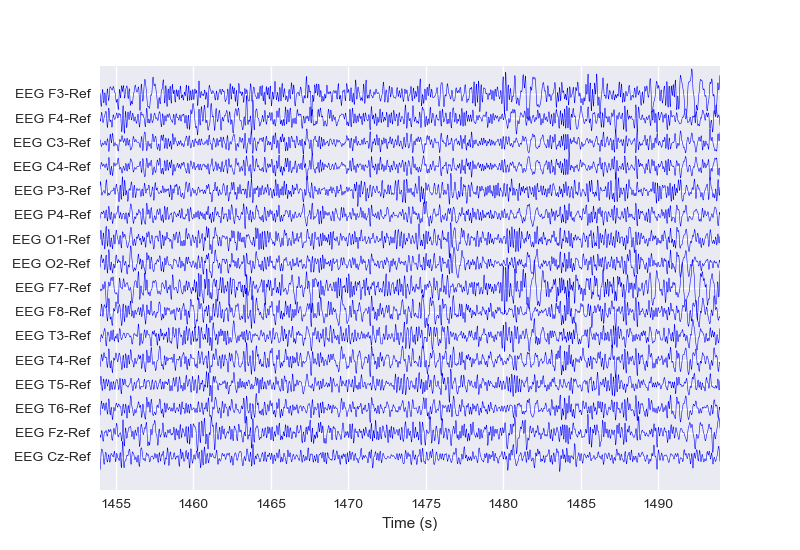 EEG F3-Ref
EEG F4-Ref
EEG C3-Ref
EEG C4-Ref
EEG P3-Ref
EEG P4-Ref
EEG O1-Ref
EEG O2-Ref
EEG F7-Ref
EEG F8-Ref
EEG T3-Ref
EEG T4-Ref
EEG T5-Ref
EEG T6-Ref
EEG Fz-Ref
EEG Cz-Ref
1455 1460 1465 1470 1475 1480 1485 1490
Time (s)